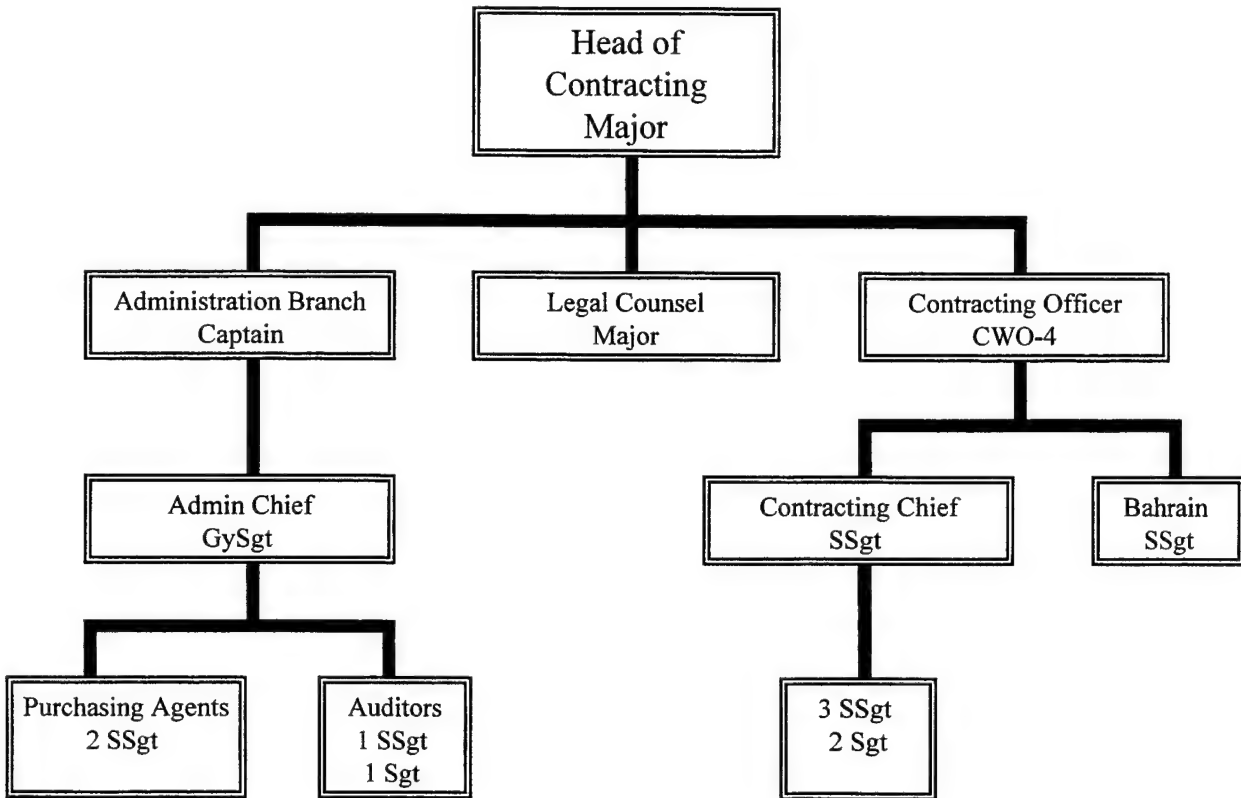 Head of
Contracting
Major
Administration Branch
Captain
Legal Counsel
Major
Contracting Officer
CWO-4
Admin Chief
GySgt
Contracting Chief
SSgt
Bahrain
SSgt
Purchasing Agents
2 SSgt
Auditors
1 SSgt
1 Sgt
3 SSgt
2 Sgt